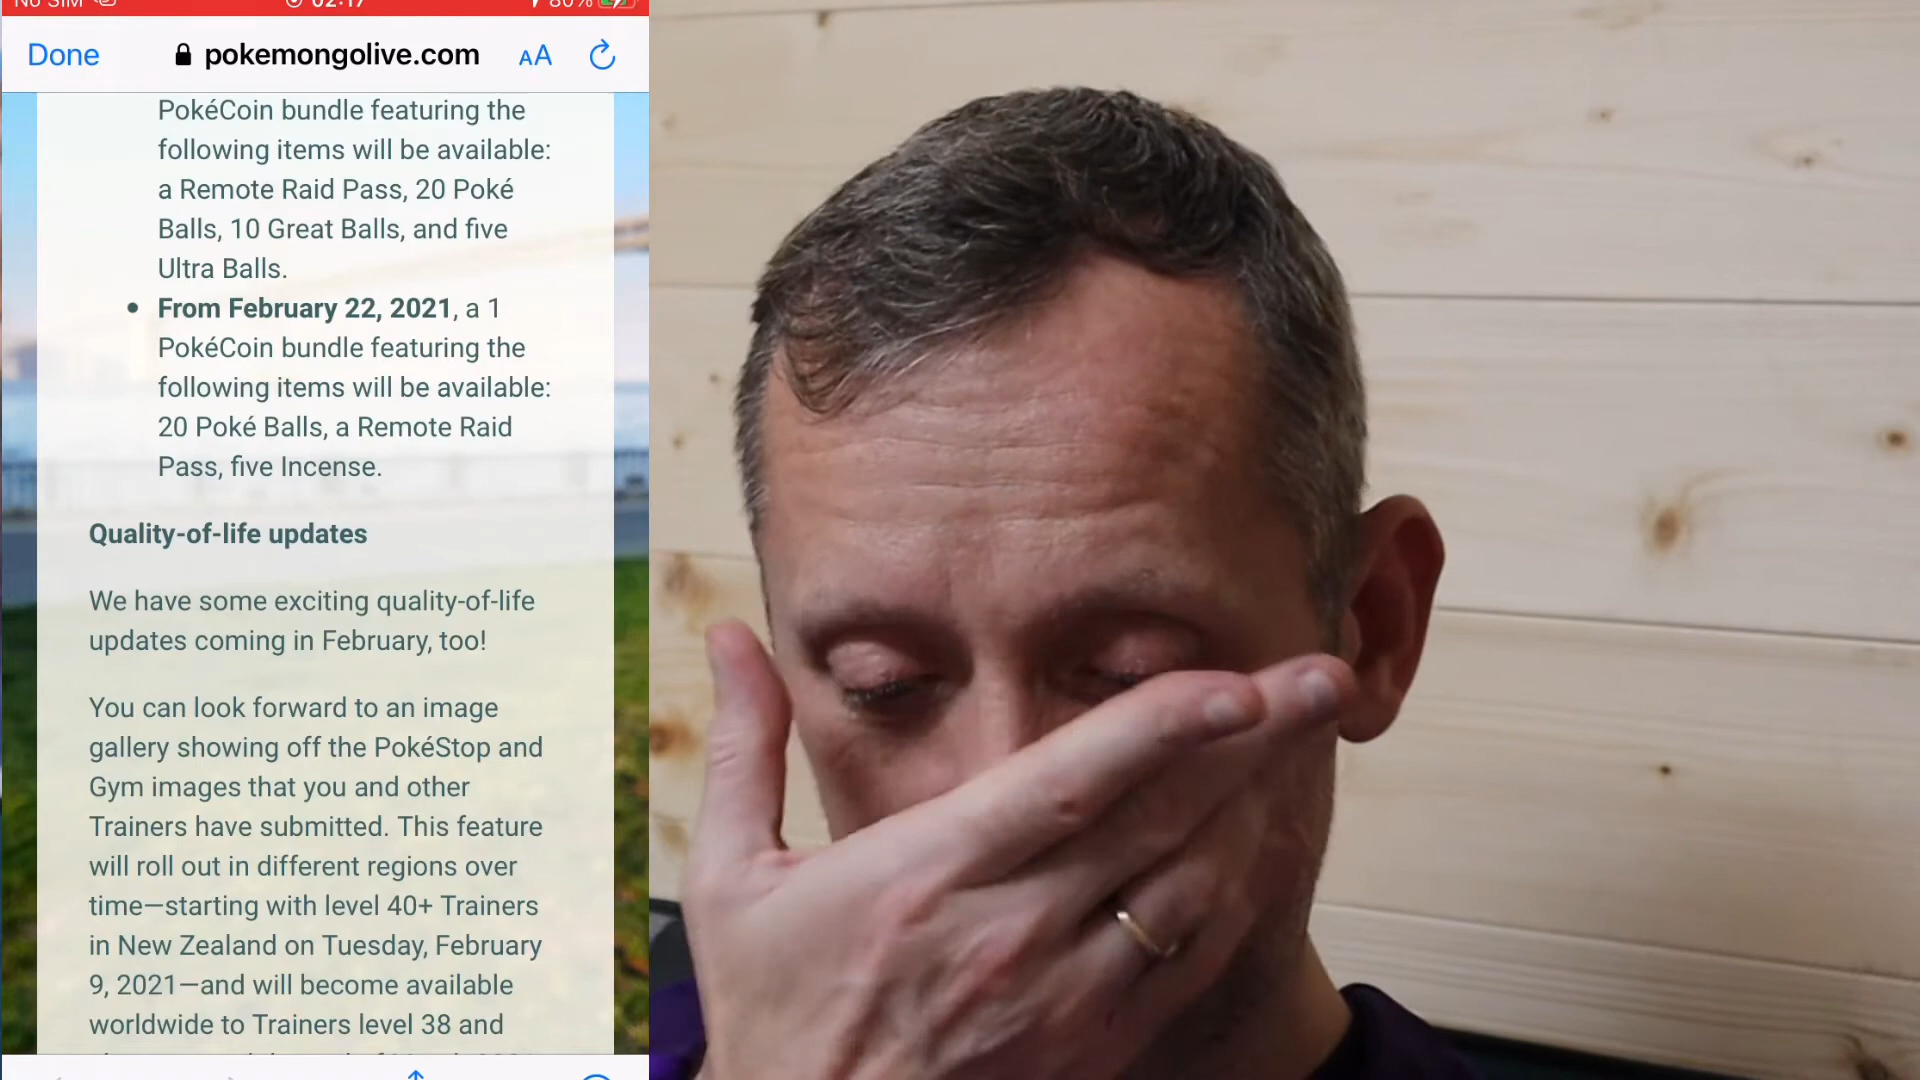 No SIM
02:17
80%
Done
pokemongolive.com
AA
PokéCoin bundle featuring the
following items will be available:
a Remote Raid Pass, 20 Poké
Balls, 10 Great Balls, and five
Ultra Balls.
• From February 22, 2021, a 1
PokéCoin bundle featuring the
following items will be available:
20 Poké Balls, a Remote Raid
Pass, five Incense.
Quality-of-life updates
We have some exciting quality-of-life
updates coming in February, too!
You can look forward to an image
gallery showing off the PokéStop and
Gym images that you and other
Trainers have submitted. This feature
will roll out in different regions over
time—starting with level 40+ Trainers
in New Zealand on Tuesday, February
9, 2021—and will become available
worldwide to Trainers level 38 and